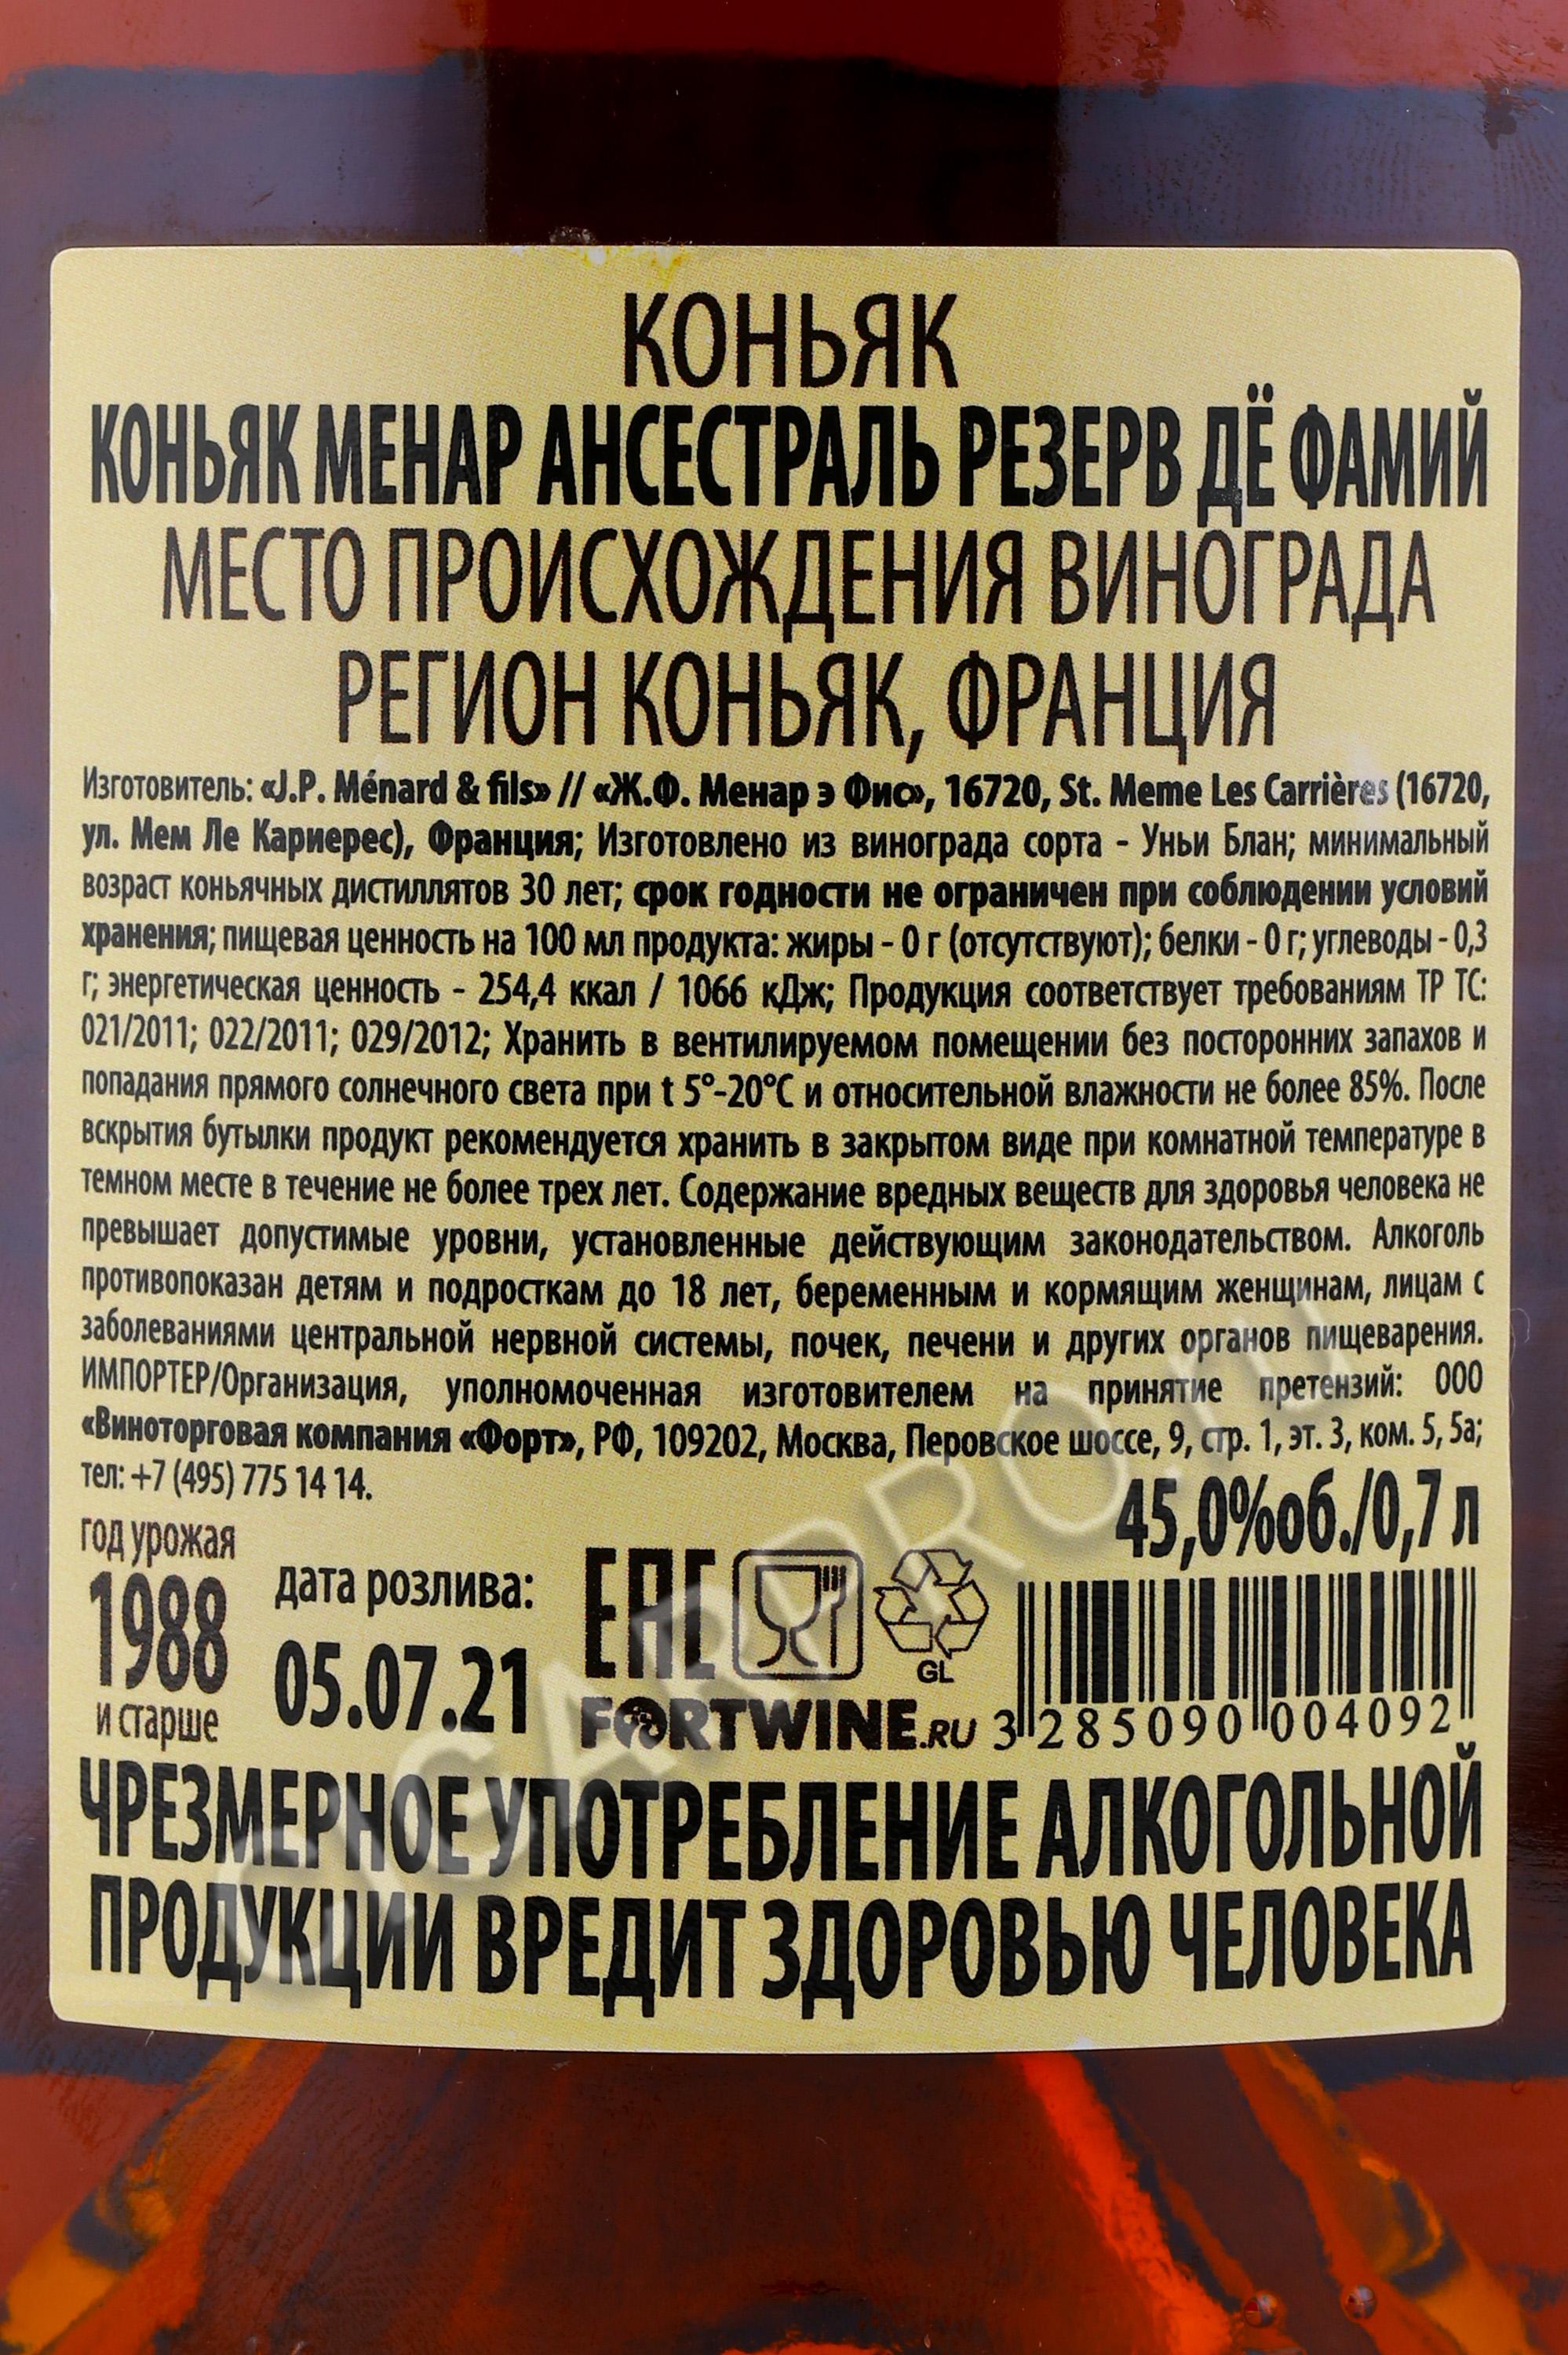 КОНЬЯК
КОНЬЯК МЕНАР АНСЕСТРАЛЬ РЕЗЕРВ ДЁ ФАМИЙ
МЕСТО ПРОИСХОЖДЕНИЯ ВИНОГРАДА
РЕГИОН КОНЬЯК, ФРАНЦИЯ
Изготовитель: «J.P. Ménard & fils» // «Ж.Ф. Менар э Фис», 16720, St. Meme Les Carrières (16720,
ул. Мем Ле Кариерес), Франция; Изготовлено из винограда сорта - Уньи Блан; минимальный
возраст коньячных дистиллятов 30 лет; срок годности не ограничен при соблюдении условий
хранения; пищевая ценность на 100 мл продукта: жиры - 0 г (отсутствуют); белки - 0 г; углеводы - 0,3
г; энергетическая ценность - 254,4 ккал / 1066 кДж; Продукция соответствует требованиям ТР ТС:
021/2011; 022/2011; 029/2012; Хранить в вентилируемом помещении без посторонних запахов и
попадания прямого солнечного света при t 5°-20°С и относительной влажности не более 85%. После
вскрытия бутылки продукт рекомендуется хранить в закрытом виде при комнатной температуре в
темном месте в течение не более трех лет. Содержание вредных веществ для здоровья человека не
превышает допустимые уровни, установленные действующим законодательством. Алкоголь
противопоказан детям и подросткам до 18 лет, беременным и кормящим женщинам, лицам с
заболеваниями центральной нервной системы, почек, печени и других органов пищеварения.
ИМПОРТЕР/Организация, уполномоченная изготовителем на принятие претензий: ООО
«Виноторговая компания «Форт», РФ, 109202, Москва, Перовское шоссе, 9, стр. 1, эт. 3, ком. 5, 5а;
тел: +7 (495) 775 14 14.
45,0%об./0,7 л
год урожая
1988
и старше
дата розлива:
05.07.21
EAC
GL
FORTWINE.RU
3 285090 004092
ЧРЕЗМЕРНОЕ УПОТРЕБЛЕНИЕ АЛКОГОЛЬНОЙ
ПРОДУКЦИИ ВРЕДИТ ЗДОРОВЬЮ ЧЕЛОВЕКА